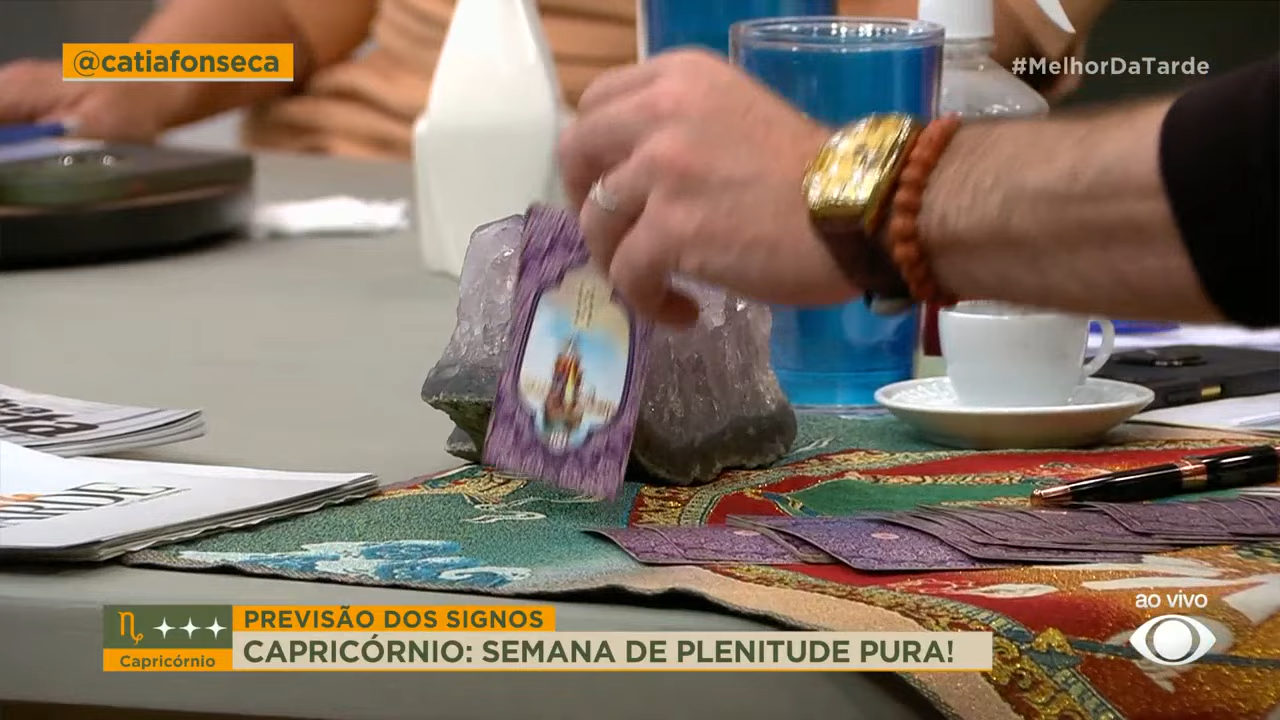 @catiafonseca
#MelhorDaTarde
ao vivo
PREVISÃO DOS SIGNOS
CAPRICÓRNIO: SEMANA DE PLENITUDE PURA!
Capricórnio